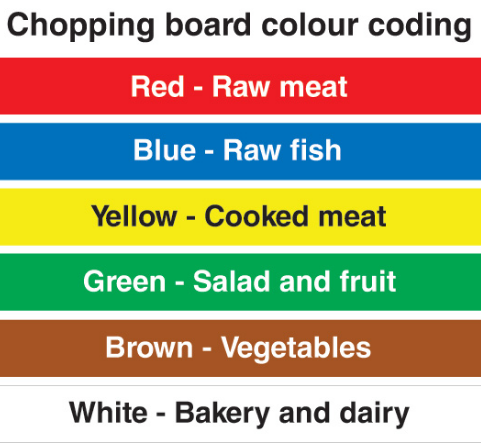 Chopping board colour coding
Red - Raw meat
Blue - Raw fish
Yellow - Cooked meat
Green - Salad and fruit
Brown - Vegetables
White - Bakery and dairy